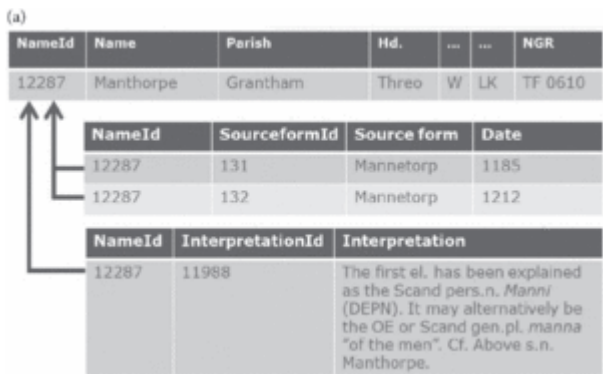 (a)
NameId Name Parish Hd. ... ... NGR
12287 Manthorpe Grantham Threo W LK TF 0610
NameId SourceformId Source form Date
12287 131 Mannetorp 1185
12287 132 Mannetorp 1212
NameId InterpretationId Interpretation
12287 11988 The first el. has been explained
as the Scand pers.n. Manni
(DEPN). It may alternatively be
the OE or Scand gen.pl. manna
"of the men". Cf. Above s.n.
Manthorpe.